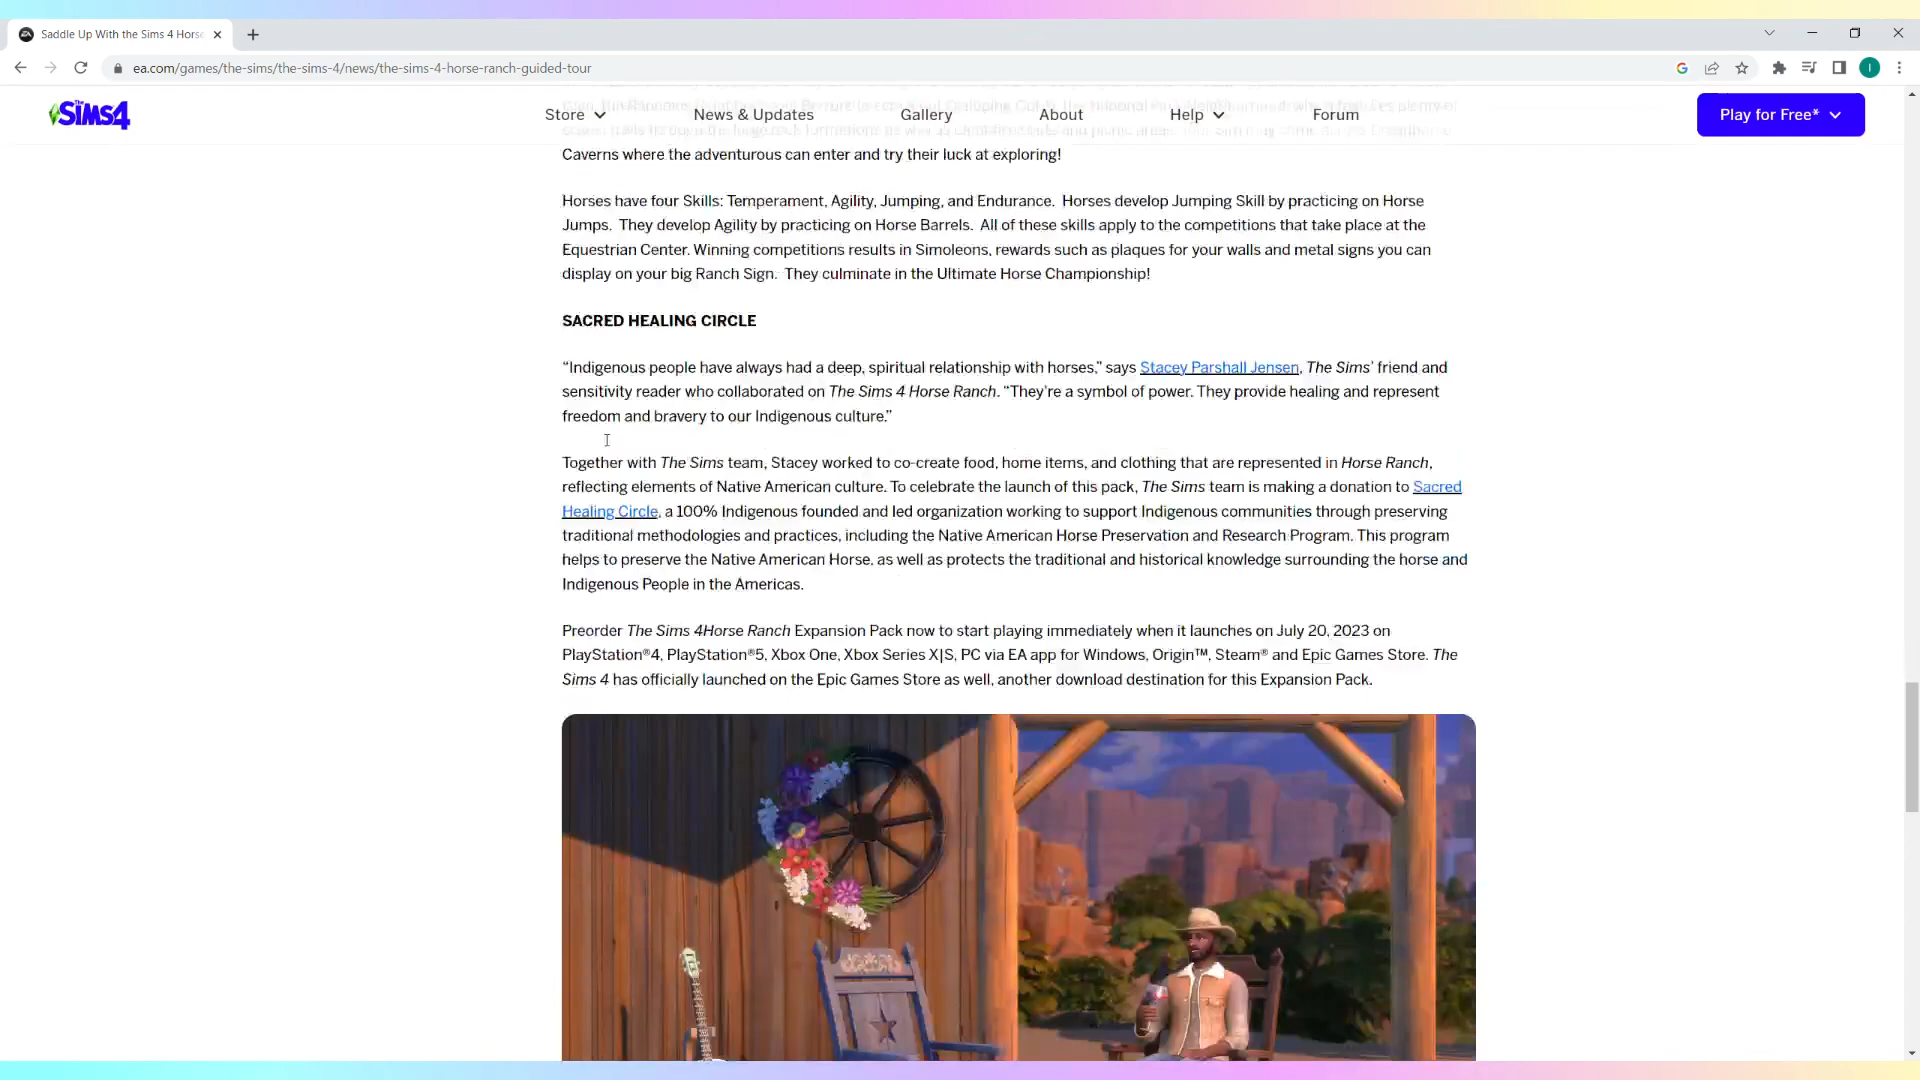 Saddle Up With the Sims 4 Horse
ea.com/games/the-sims/the-sims-4/news/the-sims-4-horse-ranch-guided-tour
The SiMS4
Store
News & Updates
Gallery
About
Help
Forum
Play for Free*
Caverns where the adventurous can enter and try their luck at exploring!
Horses have four Skills: Temperament, Agility, Jumping, and Endurance.  Horses develop Jumping Skill by practicing on Horse
Jumps.  They develop Agility by practicing on Horse Barrels.  All of these skills apply to the competitions that take place at the
Equestrian Center. Winning competitions results in Simoleons, rewards such as plaques for your walls and metal signs you can
display on your big Ranch Sign.  They culminate in the Ultimate Horse Championship!
SACRED HEALING CIRCLE
“Indigenous people have always had a deep, spiritual relationship with horses,” says Stacey Parshall Jensen, The Sims’ friend and
sensitivity reader who collaborated on The Sims 4 Horse Ranch. “They’re a symbol of power. They provide healing and represent
freedom and bravery to our Indigenous culture.”
Together with The Sims team, Stacey worked to co-create food, home items, and clothing that are represented in Horse Ranch,
reflecting elements of Native American culture. To celebrate the launch of this pack, The Sims team is making a donation to Sacred
Healing Circle, a 100% Indigenous founded and led organization working to support Indigenous communities through preserving
traditional methodologies and practices, including the Native American Horse Preservation and Research Program. This program
helps to preserve the Native American Horse, as well as protects the traditional and historical knowledge surrounding the horse and
Indigenous People in the Americas.
Preorder The Sims 4Horse Ranch Expansion Pack now to start playing immediately when it launches on July 20, 2023 on
PlayStation®4, PlayStation®5, Xbox One, Xbox Series X|S, PC via EA app for Windows, Origin™, Steam® and Epic Games Store. The
Sims 4 has officially launched on the Epic Games Store as well, another download destination for this Expansion Pack.